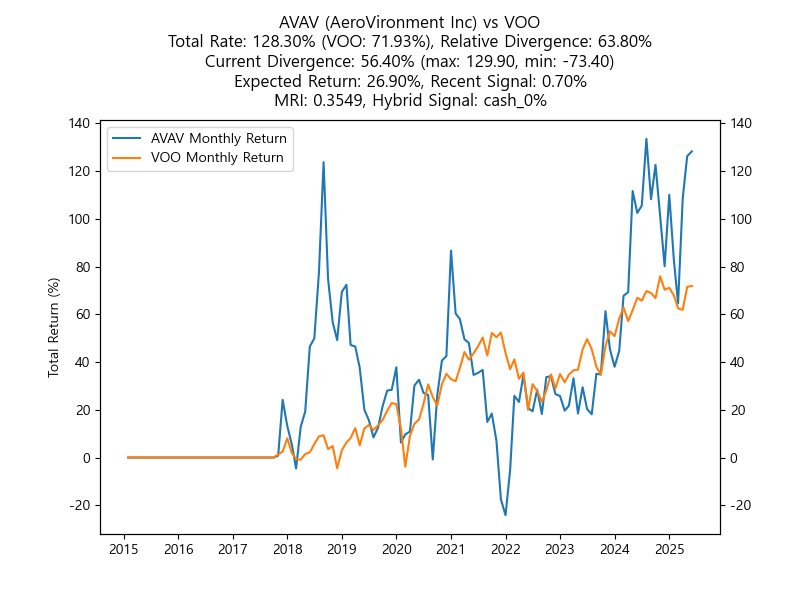 AVAV (AeroVironment Inc) vs VOO
Total Rate: 128.30% (VOO: 71.93%), Relative Divergence: 63.80%
Current Divergence: 56.40% (max: 129.90, min: -73.40)
Expected Return: 26.90%, Recent Signal: 0.70%
MRI: 0.3549, Hybrid Signal: cash_0%
AVAV Monthly Return
VOO Monthly Return
Total Return (%)
140
120
100
80
60
40
20
0
-20
140
120
100
80
60
40
20
0
-20
2015 2016 2017 2018 2019 2020 2021 2022 2023 2024 2025